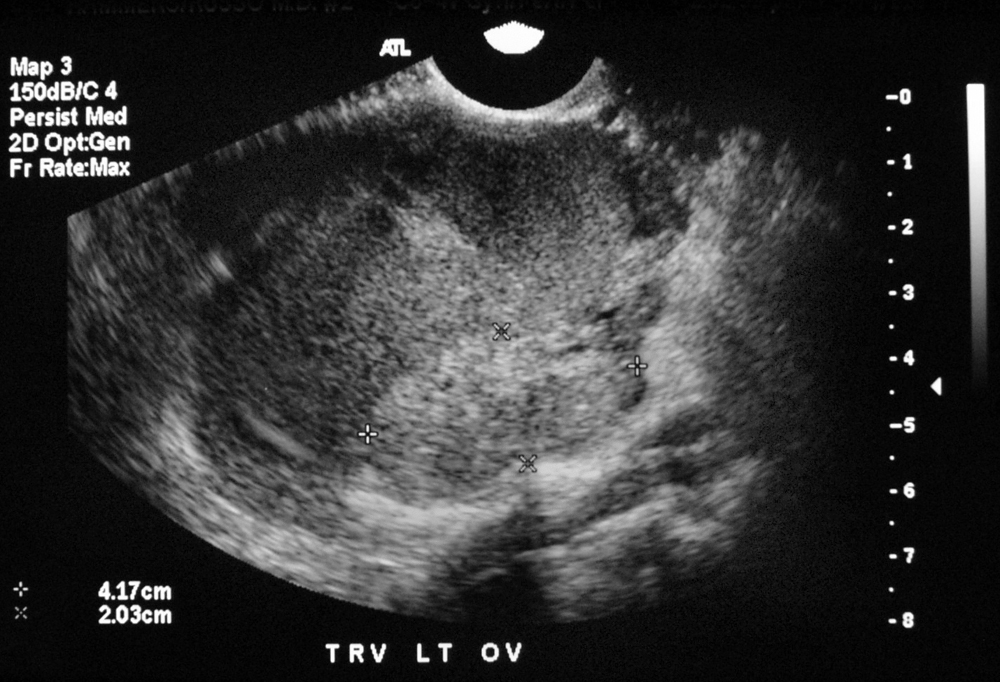 ATL
Map 3
150dB/C 4
Persist Med
2D Opt:Gen
Fr Rate:Max
0
1
2
3
4
5
6
7
8
4.17cm
2.03cm
TRV LT OV